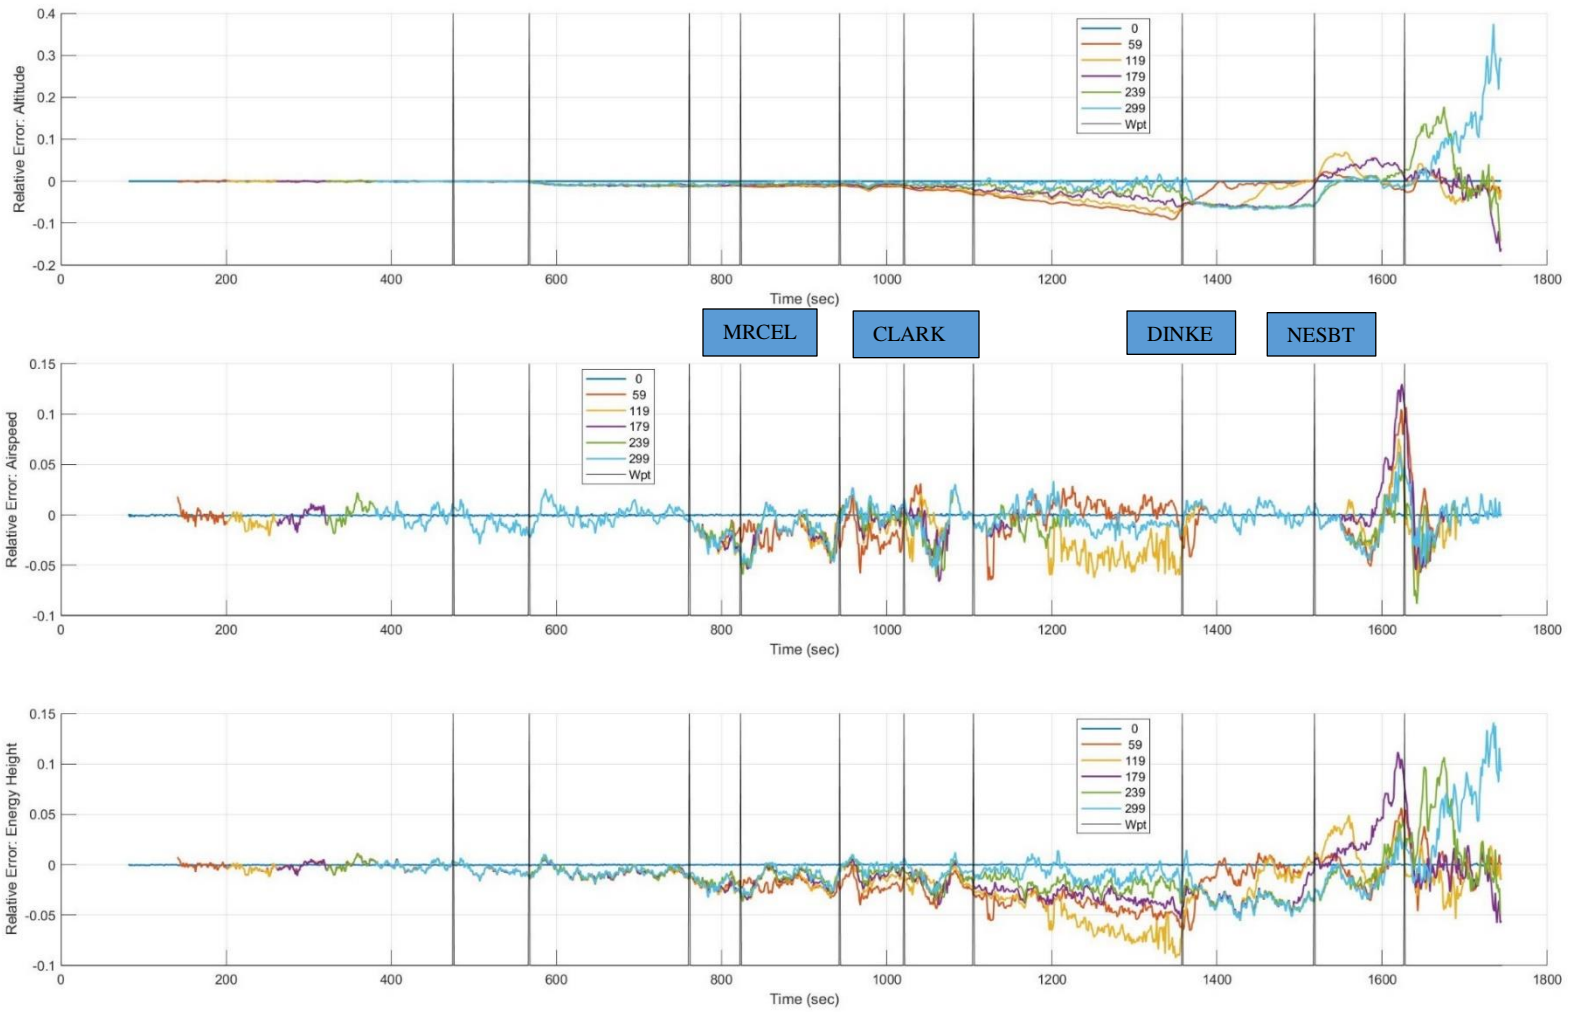 0.4
0.3
0.2
0.1
0
-0.1
-0.2
Relative Error: Altitude
0
59
119
179
239
299
Wpt
0 200 400 600 800 1000 1200 1400 1600 1800
Time (sec)
MRCEL CLARK DINKE NESBT
0.15
0.1
0.05
0
-0.05
-0.1
Relative Error: Airspeed
0
59
119
179
239
299
Wpt
0 200 400 600 800 1000 1200 1400 1600 1800
Time (sec)
0.15
0.1
0.05
0
-0.05
-0.1
Relative Error: Energy Height
0
59
119
179
239
299
Wpt
0 200 400 600 800 1000 1200 1400 1600 1800
Time (sec)